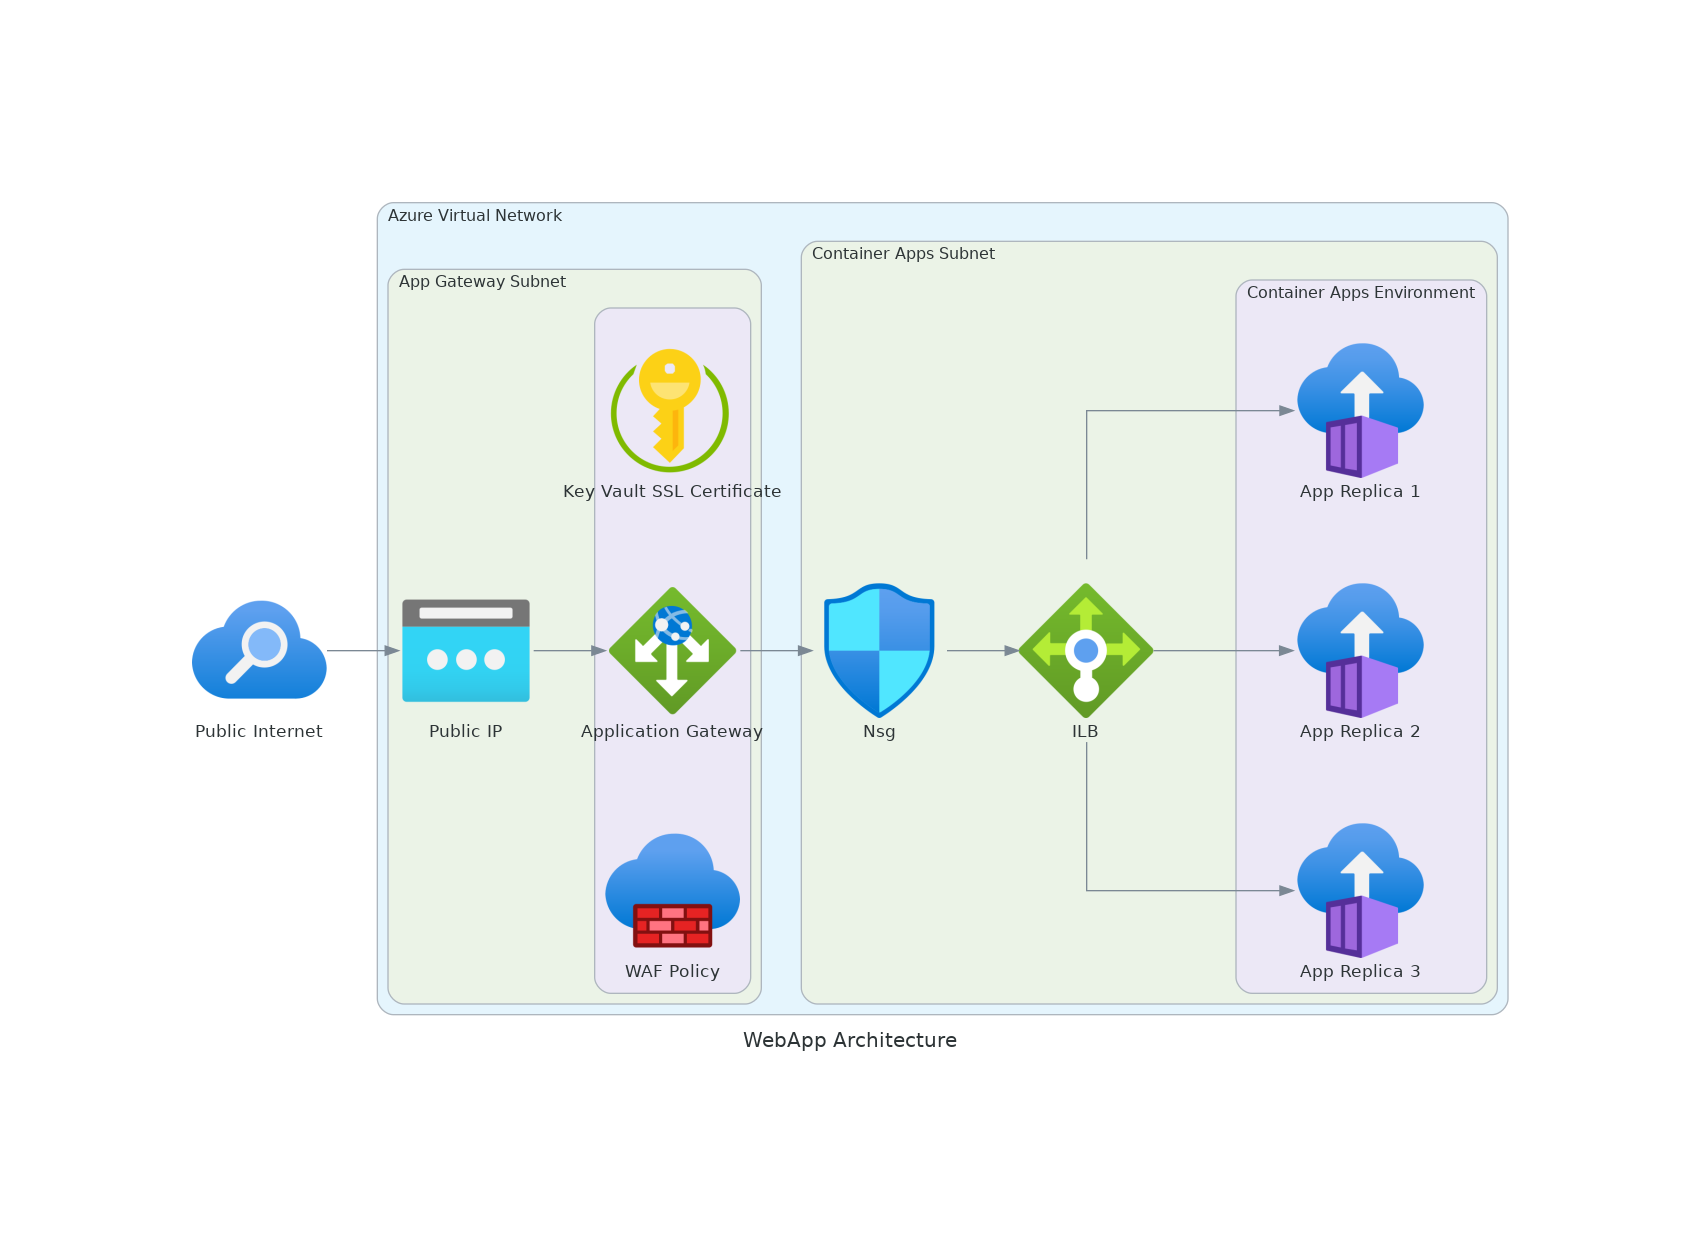 Azure Virtual Network
Container Apps Subnet
App Gateway Subnet
Container Apps Environment
Key Vault SSL Certificate
App Replica 1
Public Internet
Public IP
Application Gateway
Nsg
ILB
App Replica 2
WAF Policy
App Replica 3
WebApp Architecture